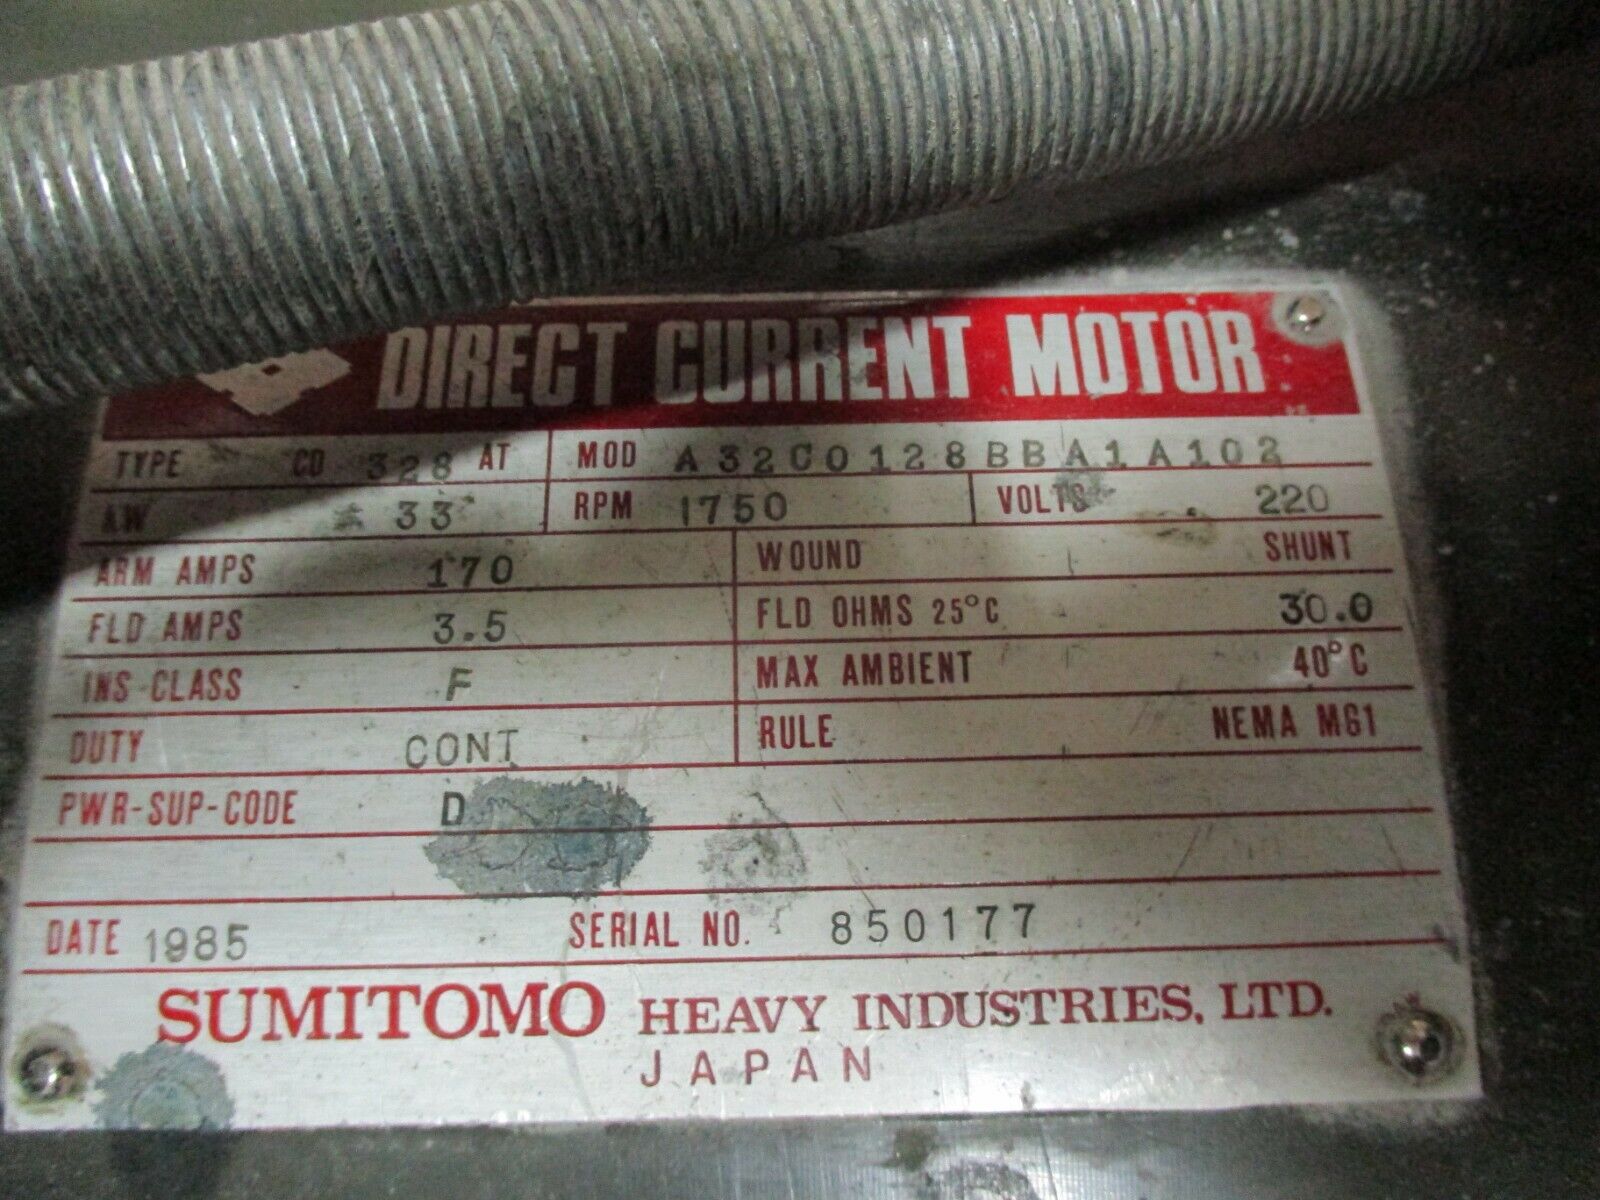 DIRECT CURRENT MOTOR
TYPE CD 328 AT MOD A32C0128BBA1A102
KW 33 RPM 1750 VOLTS 220
ARM AMPS 170 WOUND SHUNT
FLD AMPS 3.5 FLD OHMS 25°C 30.0
INS CLASS F MAX AMBIENT 40°C
DUTY CONT RULE NEMA MG1
PWR-SUP-CODE D
DATE 1985 SERIAL NO. 850177
SUMITOMO HEAVY INDUSTRIES, LTD.
JAPAN